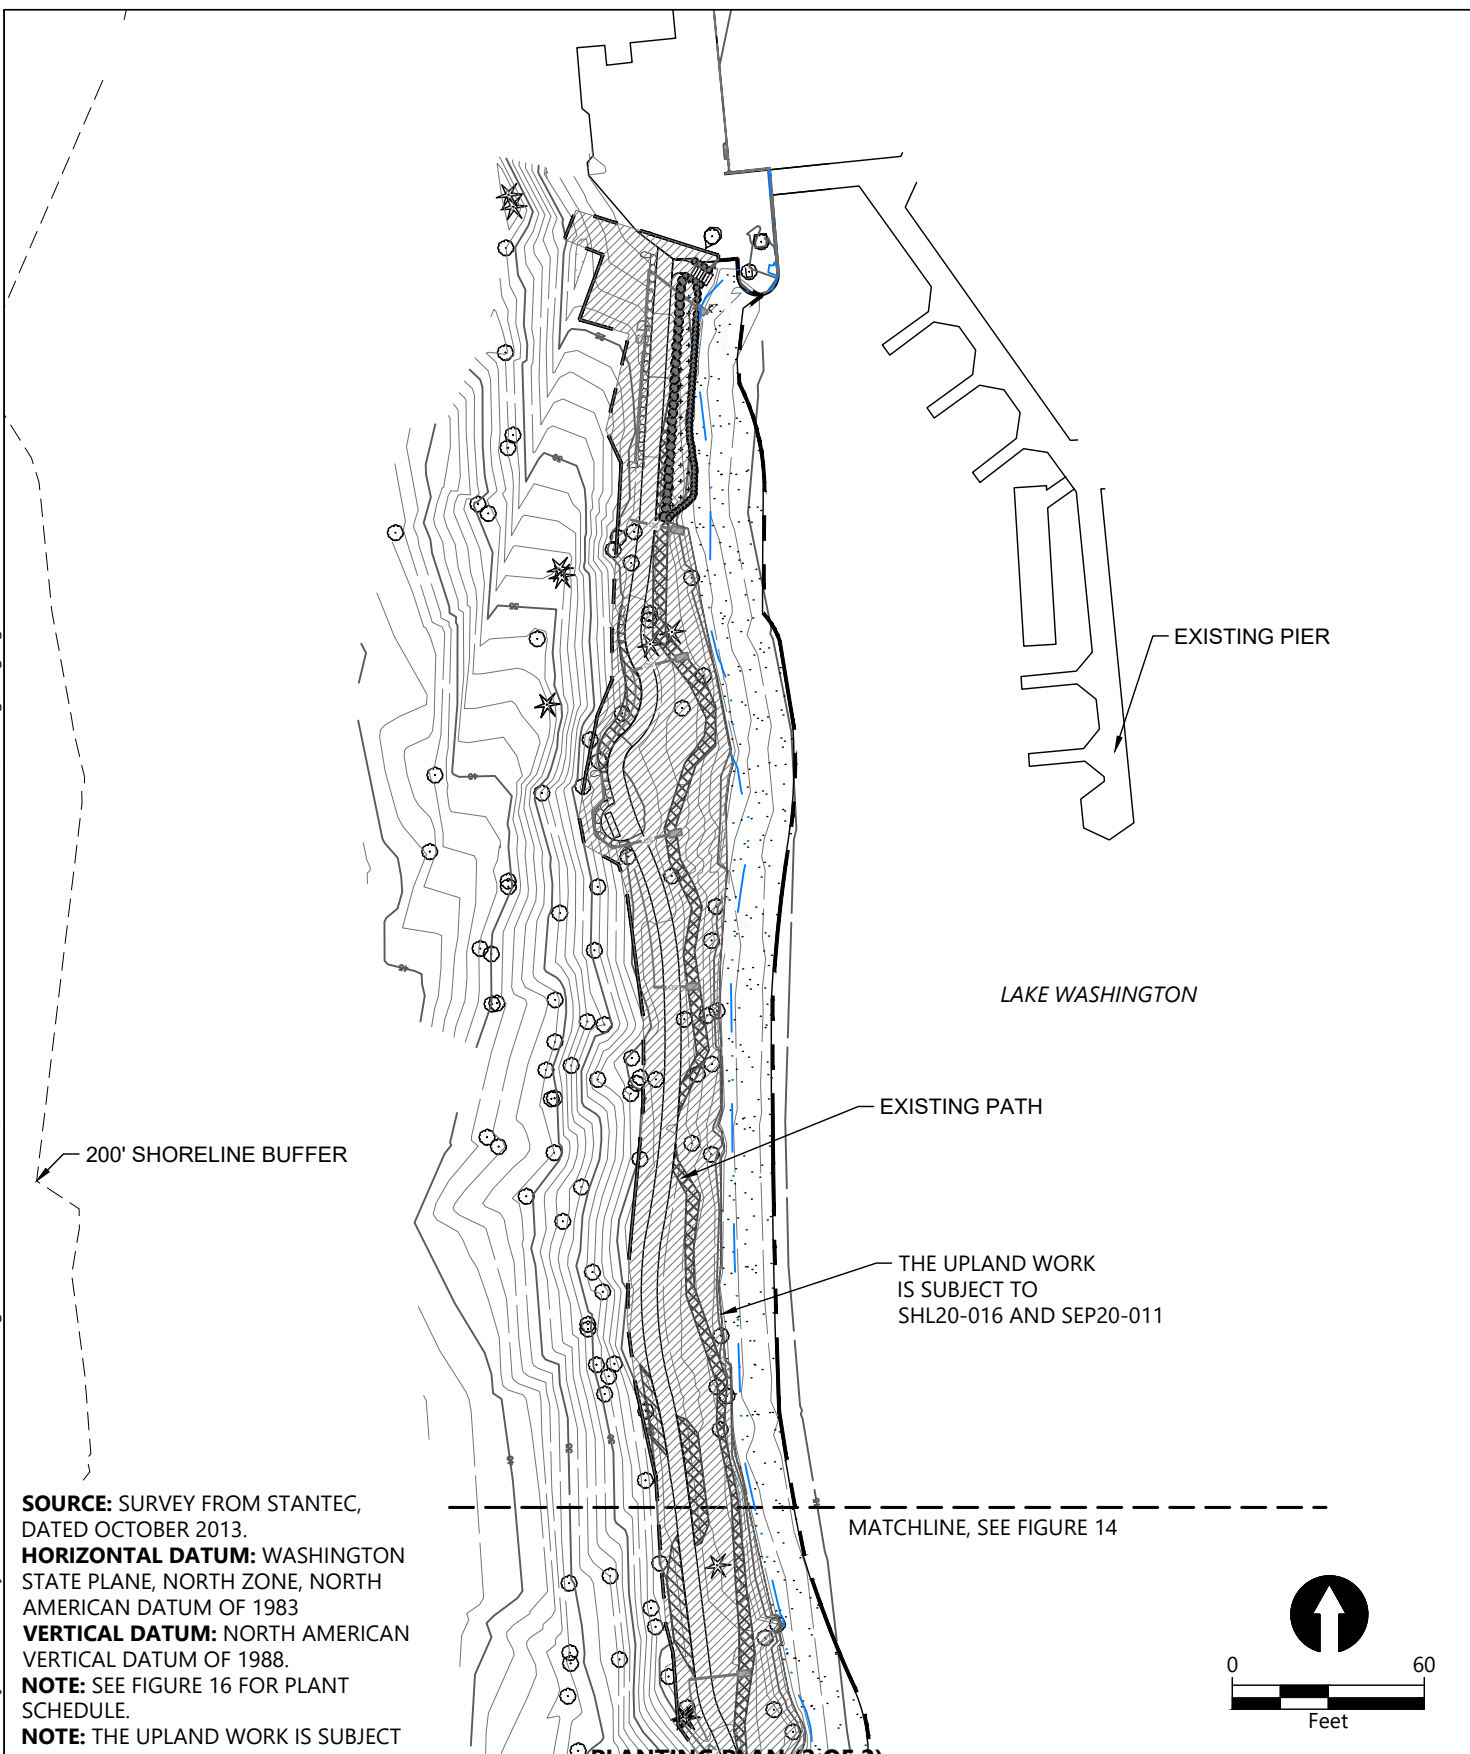 EXISTING PIER
LAKE WASHINGTON
EXISTING PATH
200' SHORELINE BUFFER
THE UPLAND WORK
IS SUBJECT TO
SHL20-016 AND SEP20-011
MATCHLINE, SEE FIGURE 14
SOURCE: SURVEY FROM STANTEC,
DATED OCTOBER 2013.
HORIZONTAL DATUM: WASHINGTON
STATE PLANE, NORTH ZONE, NORTH
AMERICAN DATUM OF 1983
VERTICAL DATUM: NORTH AMERICAN
VERTICAL DATUM OF 1988.
NOTE: SEE FIGURE 16 FOR PLANT
SCHEDULE.
NOTE: THE UPLAND WORK IS SUBJECT
0 60
Feet